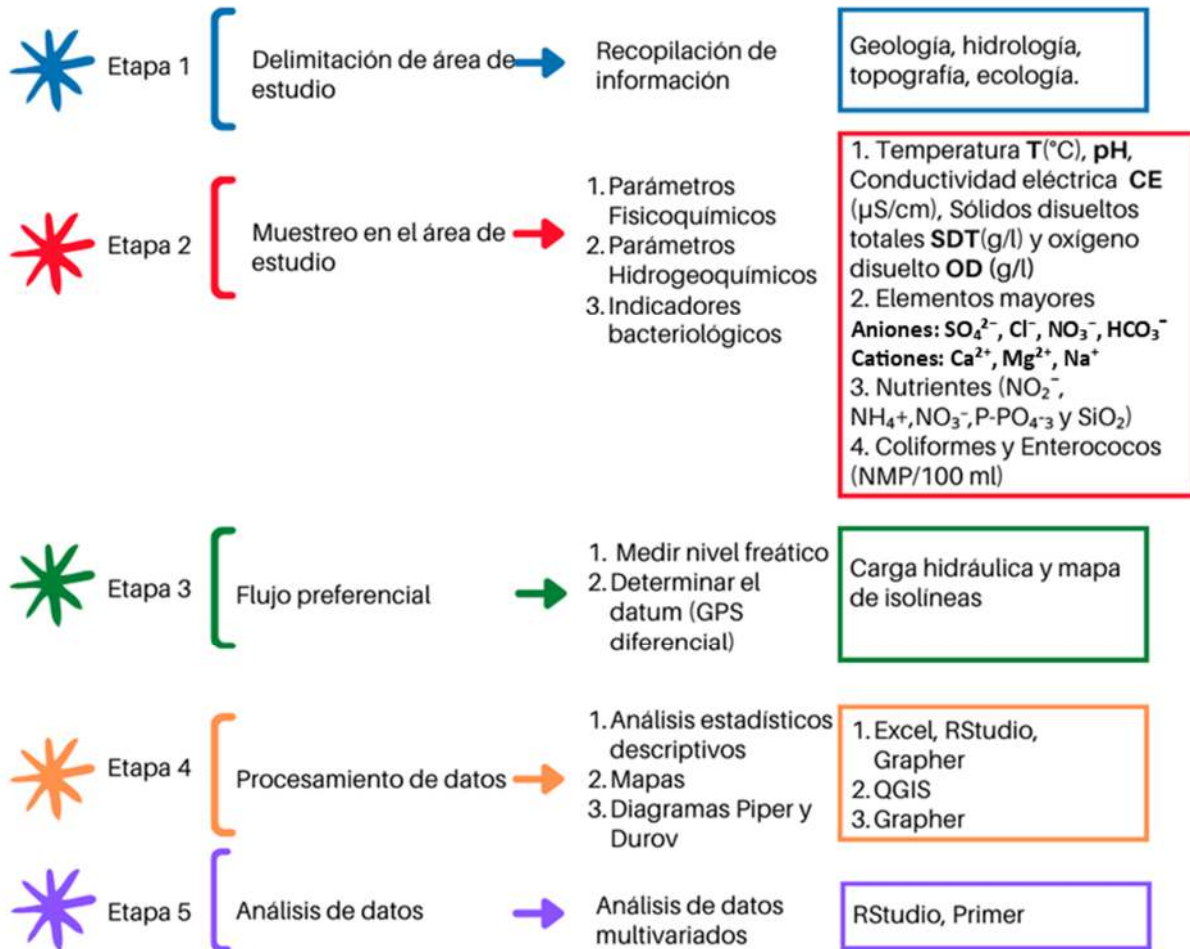 Etapa 1
Delimitación de área de
estudio
Recopilación de
información
Geología, hidrología,
topografía, ecología.
Etapa 2
Muestreo en el área de
estudio
1. Parámetros
Fisicoquímicos
2. Parámetros
Hidrogeoquímicos
3. Indicadores
bacteriológicos
1. Temperatura T(°C), pH,
Conductividad eléctrica CE
(µS/cm), Sólidos disueltos
totales SDT(g/l) y oxígeno
disuelto OD (g/l)
2. Elementos mayores
Aniones: SO₄²⁻, Cl⁻, NO₃⁻, HCO₃⁻
Cationes: Ca²⁺, Mg²⁺, Na⁺
3. Nutrientes (NO₂⁻,
NH₄+,NO₃⁻,P-PO₄₋₃ y SiO₂)
4. Coliformes y Enterococos
(NMP/100 ml)
Etapa 3
Flujo preferencial
1. Medir nivel freático
2. Determinar el
datum (GPS
diferencial)
Carga hidráulica y mapa
de isolíneas
Etapa 4
Procesamiento de datos
1. Análisis estadísticos
descriptivos
2. Mapas
3. Diagramas Piper y
Durov
1. Excel, RStudio,
Grapher
2. QGIS
3. Grapher
Etapa 5
Análisis de datos
Análisis de datos
multivariados
RStudio, Primer